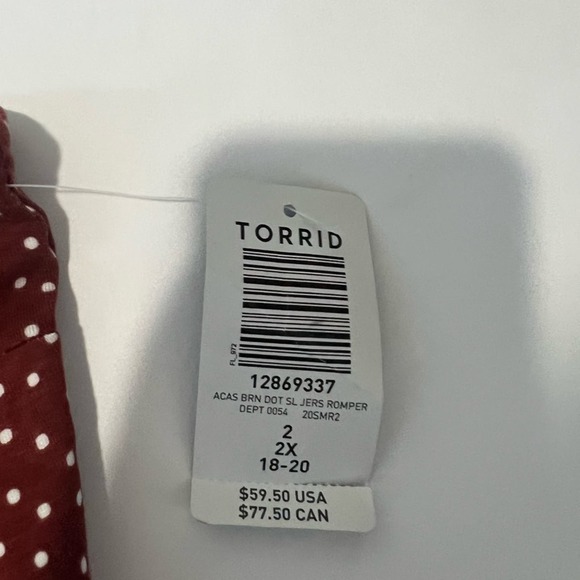 TORRID
FL_972
12869337
ACAS BRN DOT SL JERS ROMPER
DEPT 0054 20SMR2
2
2X
18-20
$59.50 USA
$77.50 CAN